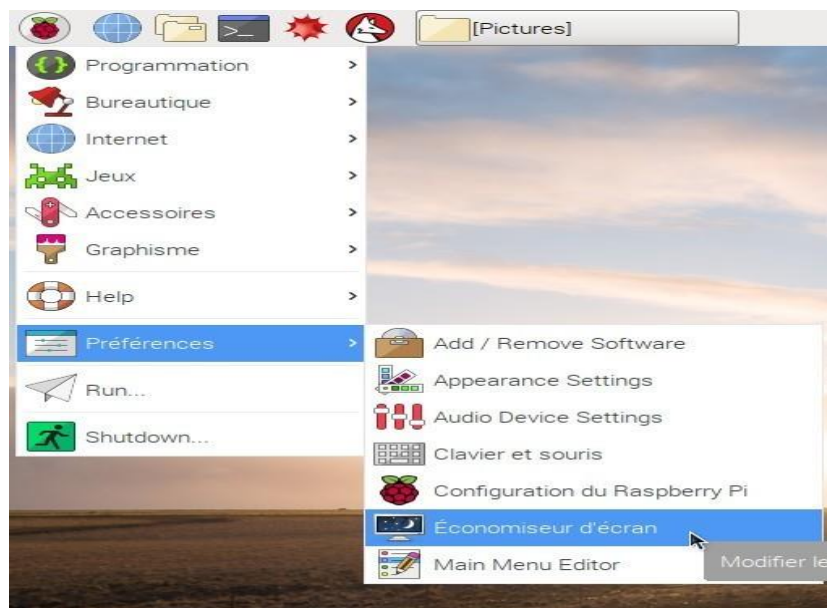 [Pictures]
Programmation
Bureautique
Internet
Jeux
Accessoires
Graphisme
Help
Préférences
Run...
Shutdown...
Add / Remove Software
Appearance Settings
Audio Device Settings
Clavier et souris
Configuration du Raspberry Pi
Économiseur d'écran
Main Menu Editor
Modifier le